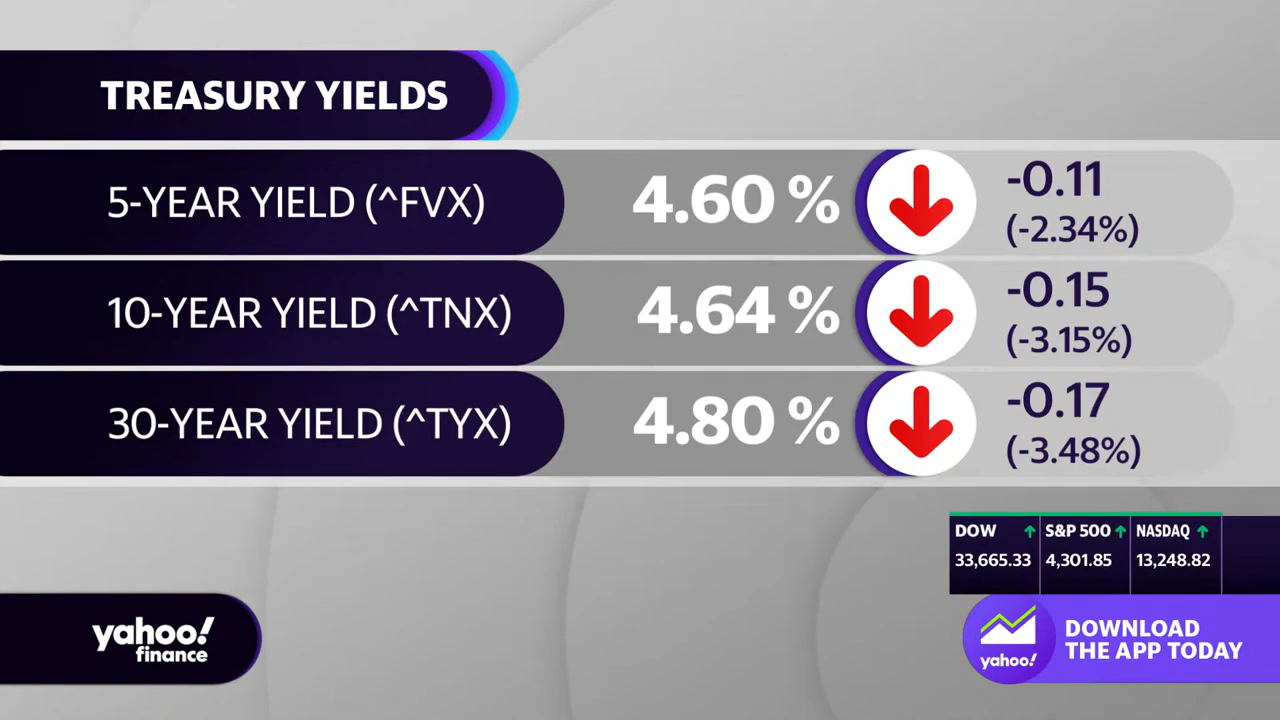 TREASURY YIELDS
5-YEAR YIELD (^FVX) 4.60 % -0.11
(-2.34%)
10-YEAR YIELD (^TNX) 4.64 % -0.15
(-3.15%)
30-YEAR YIELD (^TYX) 4.80 % -0.17
(-3.48%)
DOW S&P 500 NASDAQ
33,665.33 4,301.85 13,248.82
yahoo!
finance
yahoo!
DOWNLOAD
THE APP TODAY